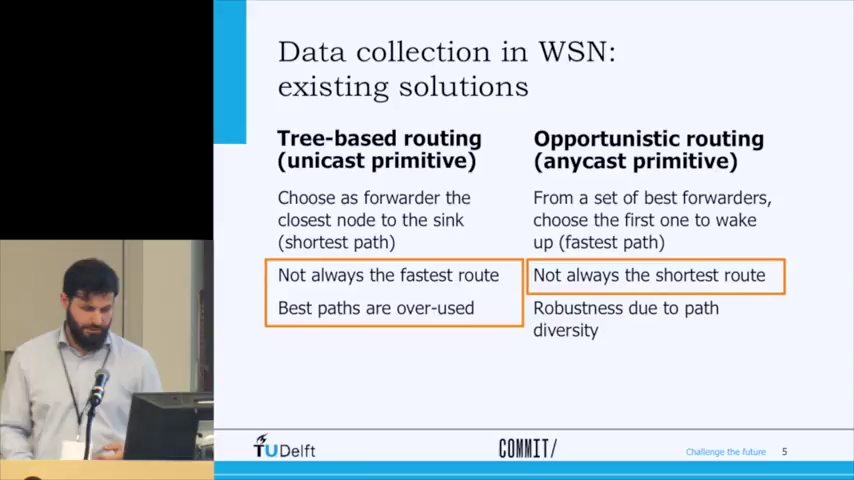 Data collection in WSN:
existing solutions
Tree-based routing
(unicast primitive)
Choose as forwarder the
closest node to the sink
(shortest path)
Not always the fastest route
Best paths are over-used
Opportunistic routing
(anycast primitive)
From a set of best forwarders,
choose the first one to wake
up (fastest path)
Not always the shortest route
Robustness due to path
diversity
TUDelft
COMMIT/
Challenge the future 5